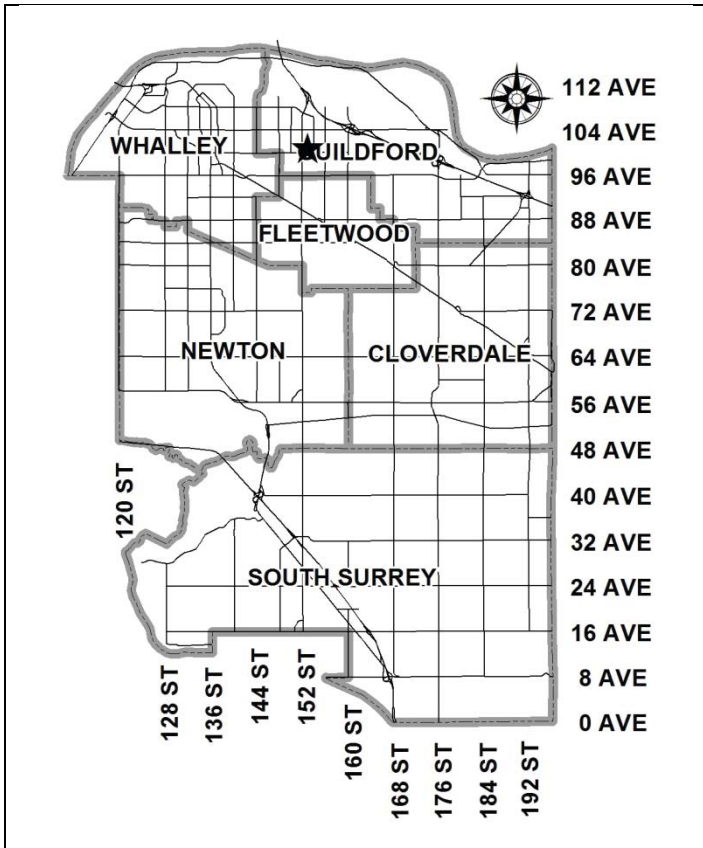 112 AVE
104 AVE
WHALLEY
GUILDFORD
96 AVE
88 AVE
FLEETWOOD
80 AVE
72 AVE
NEWTON
CLOVERDALE
64 AVE
56 AVE
48 AVE
120 ST
40 AVE
32 AVE
SOUTH SURREY
24 AVE
16 AVE
8 AVE
0 AVE
128 ST
136 ST
144 ST
152 ST
160 ST
168 ST
176 ST
184 ST
192 ST